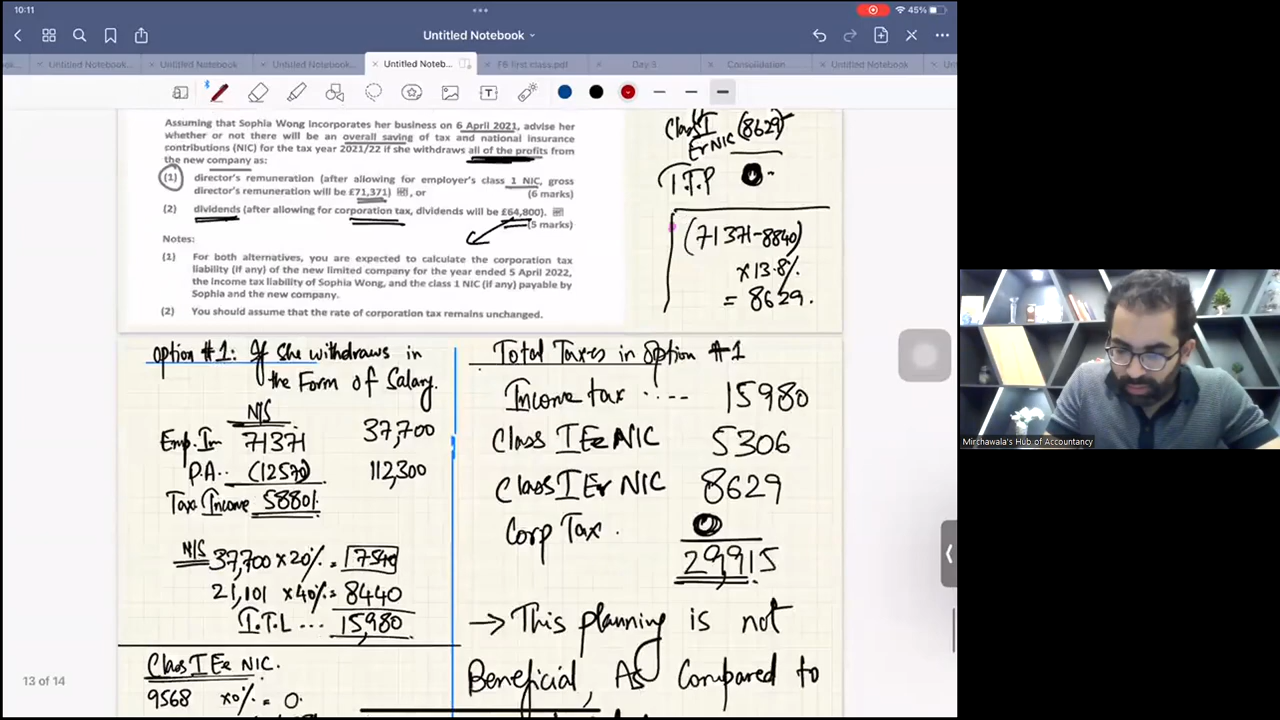 10:11
45%
Untitled Notebook
Untitled Notebook
Untitled Notebook
Untitled Notebook
Untitled Noteb...
F6 first class.pdf
Day 3
Consolidation
Untitled Notebook
Assuming that Sophia Wong incorporates her business on 6 April 2021, advise her
whether or not there will be an overall saving of tax and national insurance
contributions (NIC) for the tax year 2021/22 if she withdraws all of the profits from
the new company as:
(1) director's remuneration (after allowing for employer's class 1 NIC, gross
director's remuneration will be £71,371), or
(6 marks)
(2) dividends (after allowing for corporation tax, dividends will be £64,800).
(5 marks)
Notes:
(1) For both alternatives, you are expected to calculate the corporation tax
liability (if any) of the new limited company for the year ended 5 April 2022,
the income tax liability of Sophia Wong, and the class 1 NIC (if any) payable by
Sophia and the new company.
(2) You should assume that the rate of corporation tax remains unchanged.
Class I
Er NIC (8629)
T.T.P 0
(71371-8840)
x13.8%
= 8629.
option #1: If She withdraws in
the Form of Salary.
N/S
Emp.In 71371 37,700
P.A.. (12570) 112,300
Tax Income 58801
N/S 37,700 x20% = 7540
21,101 x40% = 8440
I.T.L ... 15,980
Class I Ee NIC.
9568 x0% = 0
Total Taxes in option #1
Income tax .... 15980
Class I Ee NIC 5306
Class I Er NIC 8629
Corp Tax. 0
29,915
→ This planning is not
Beneficial, As Compared to
13 of 14
Mirchawala's Hub of Accountancy